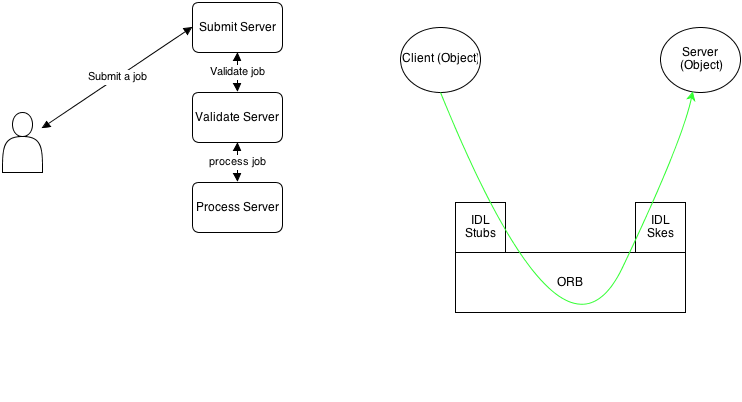 Submit Server
Submit a job
Validate job
Validate Server
process job
Process Server
Client (Object)
Server
(Object)
IDL
Stubs
IDL
Skes
ORB